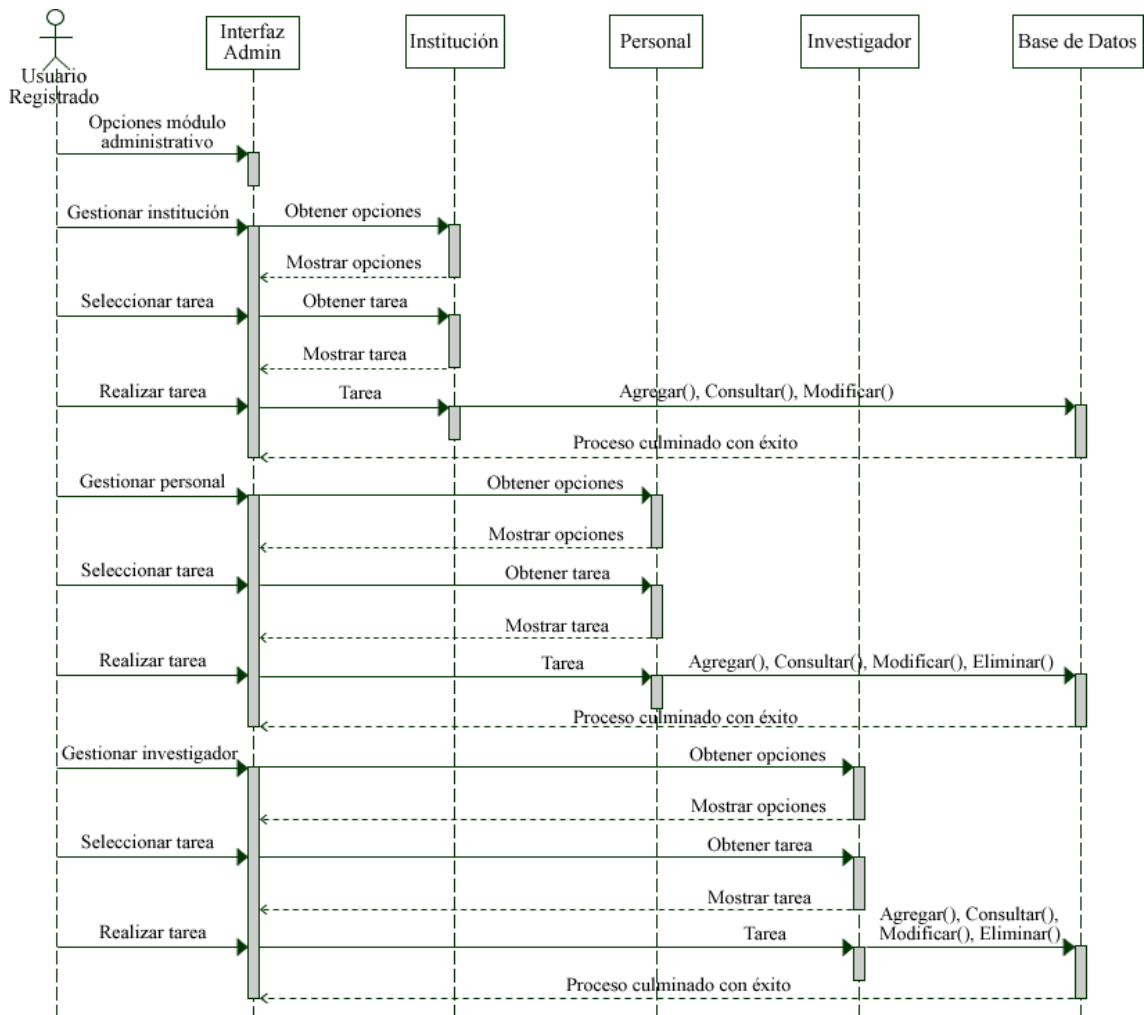 Usuario
Registrado
Interfaz
Admin
Institución
Personal
Investigador
Base de Datos
Opciones módulo
administrativo
Gestionar institución
Obtener opciones
Mostrar opciones
Seleccionar tarea
Obtener tarea
Mostrar tarea
Realizar tarea
Tarea
Agregar(), Consultar(), Modificar()
Proceso culminado con éxito
Gestionar personal
Obtener opciones
Mostrar opciones
Seleccionar tarea
Obtener tarea
Mostrar tarea
Realizar tarea
Tarea
Agregar(), Consultar(), Modificar(), Eliminar()
Proceso culminado con éxito
Gestionar investigador
Obtener opciones
Mostrar opciones
Seleccionar tarea
Obtener tarea
Mostrar tarea
Realizar tarea
Tarea
Agregar(), Consultar(),
Modificar(), Eliminar()
Proceso culminado con éxito